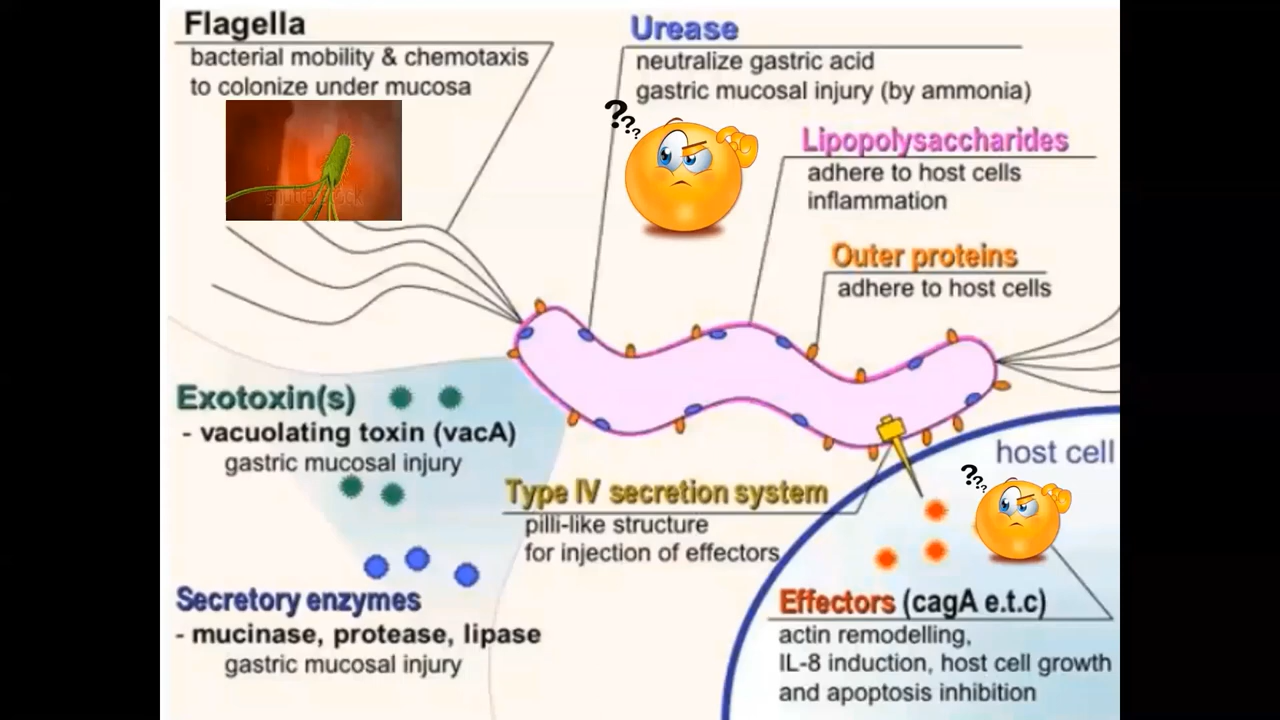 Flagella
bacterial mobility & chemotaxis
to colonize under mucosa
shutterstock
Urease
neutralize gastric acid
gastric mucosal injury (by ammonia)
???
Lipopolysaccharides
adhere to host cells
inflammation
Outer proteins
adhere to host cells
Exotoxin(s)
- vacuolating toxin (vacA)
gastric mucosal injury
Type IV secretion system
pilli-like structure
for injection of effectors
host cell
???
Secretory enzymes
- mucinase, protease, lipase
gastric mucosal injury
Effectors (cagA e.t.c)
actin remodelling,
IL-8 induction, host cell growth
and apoptosis inhibition